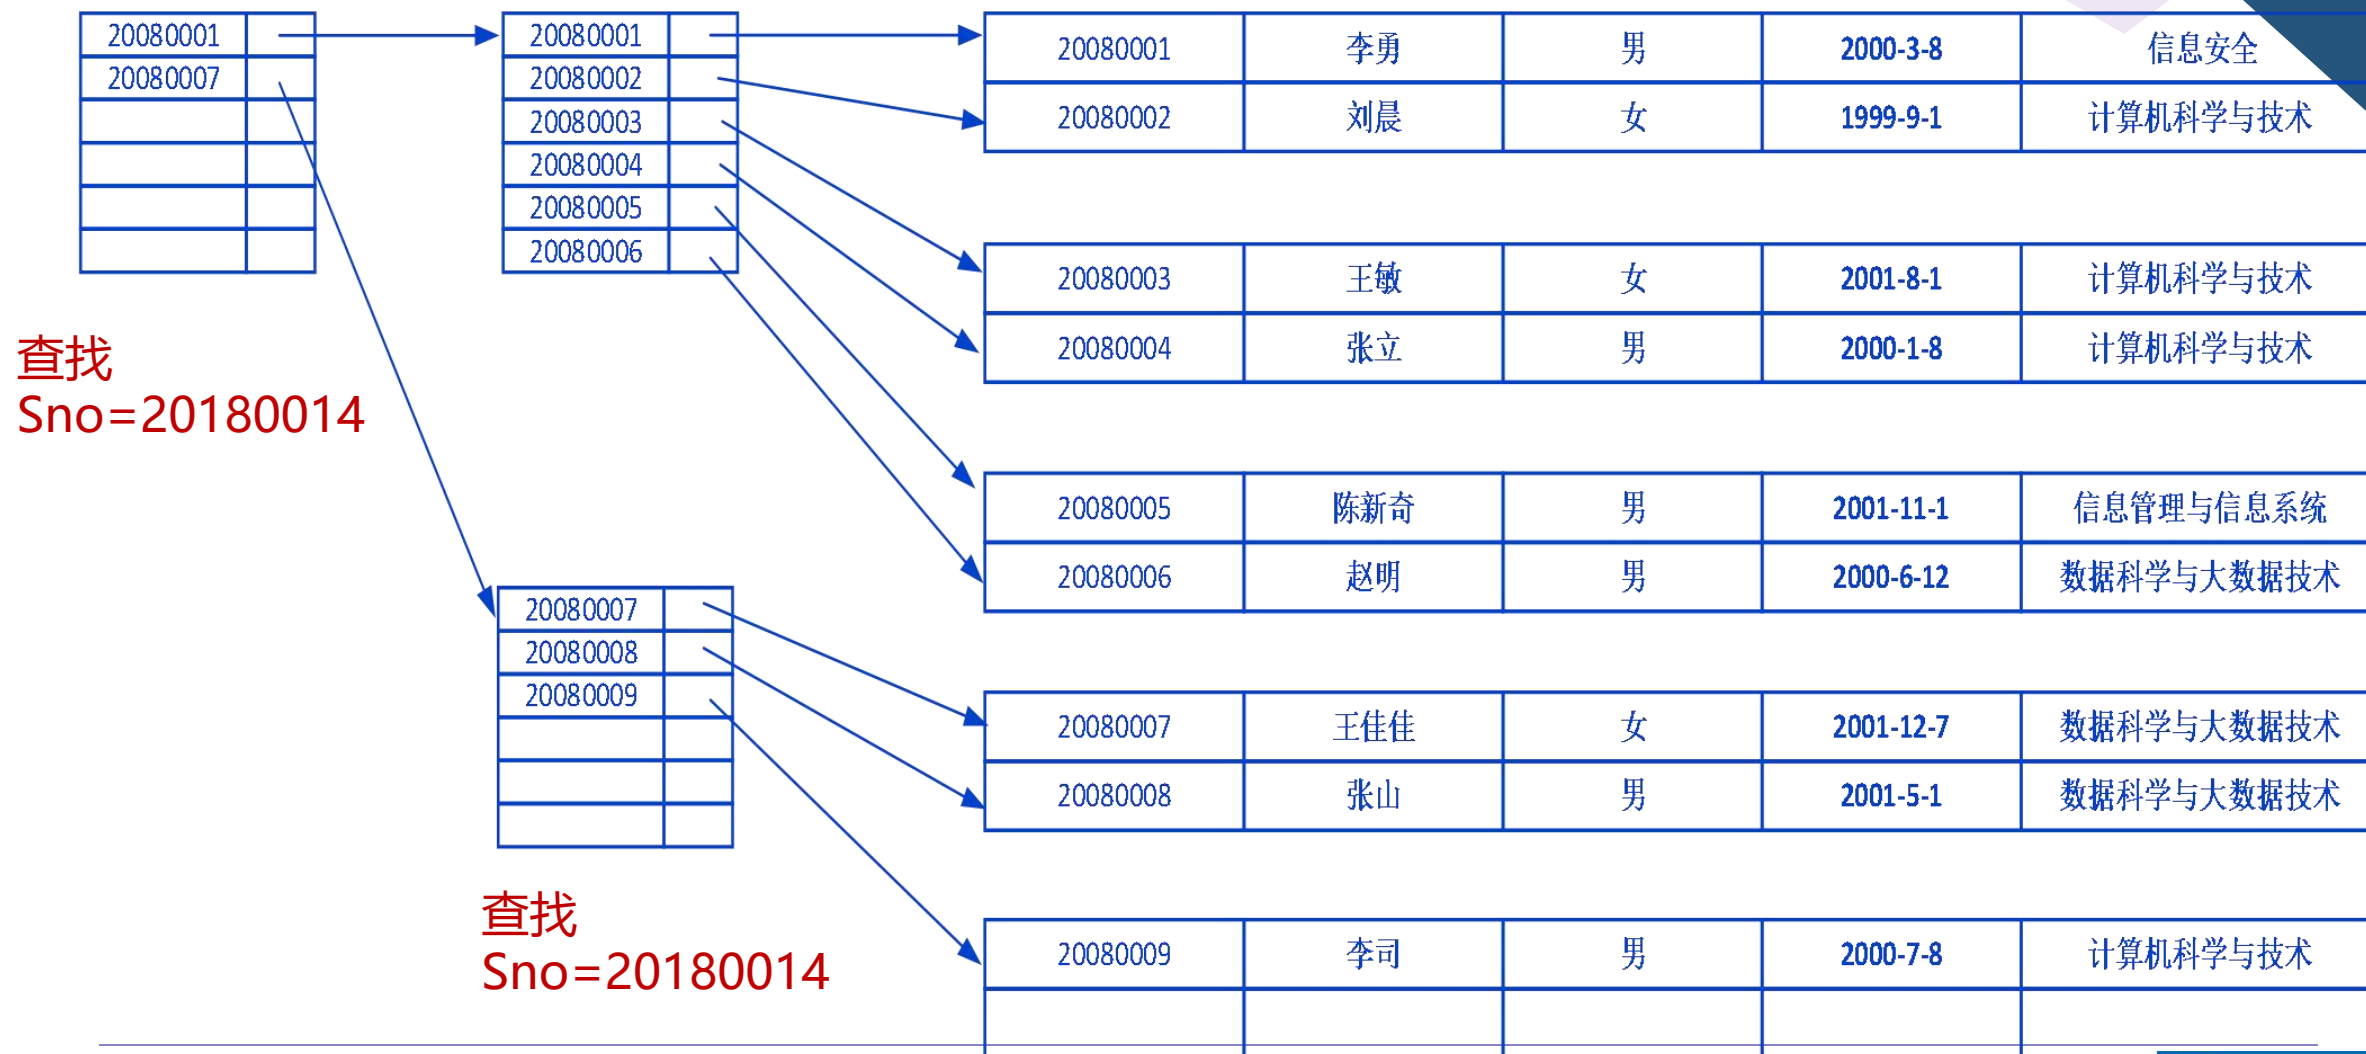 20080001
20080007
查找
Sno=20180014
20080001
20080002
20080003
20080004
20080005
20080006
20080007
20080008
20080009
查找
Sno=20180014
20080001 李勇 男 2000-3-8 信息安全
20080002 刘晨 女 1999-9-1 计算机科学与技术
20080003 王敏 女 2001-8-1 计算机科学与技术
20080004 张立 男 2000-1-8 计算机科学与技术
20080005 陈新奇 男 2001-11-1 信息管理与信息系统
20080006 赵明 男 2000-6-12 数据科学与大数据技术
20080007 王佳佳 女 2001-12-7 数据科学与大数据技术
20080008 张山 男 2001-5-1 数据科学与大数据技术
20080009 李司 男 2000-7-8 计算机科学与技术